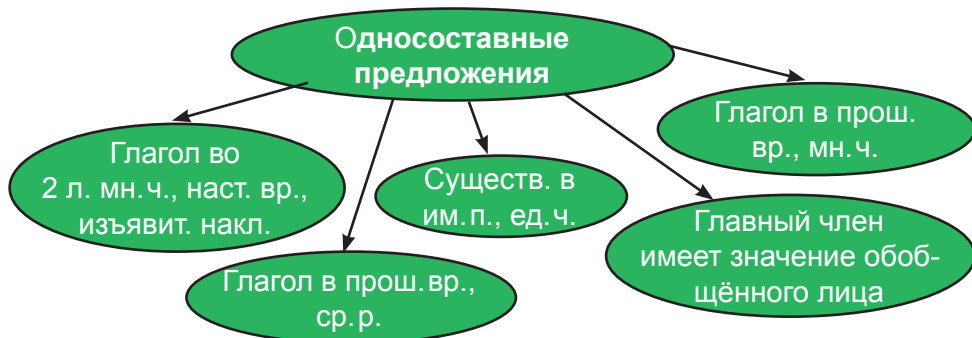 Односоставные
предложения
Глагол в прош.
вр., мн.ч.
Глагол во
2 л. мн.ч., наст. вр.,
изъявит. накл.
Существ. в
им.п., ед.ч.
Главный член
имеет значение обоб-
щённого лица
Глагол в прош.вр.,
ср.р.